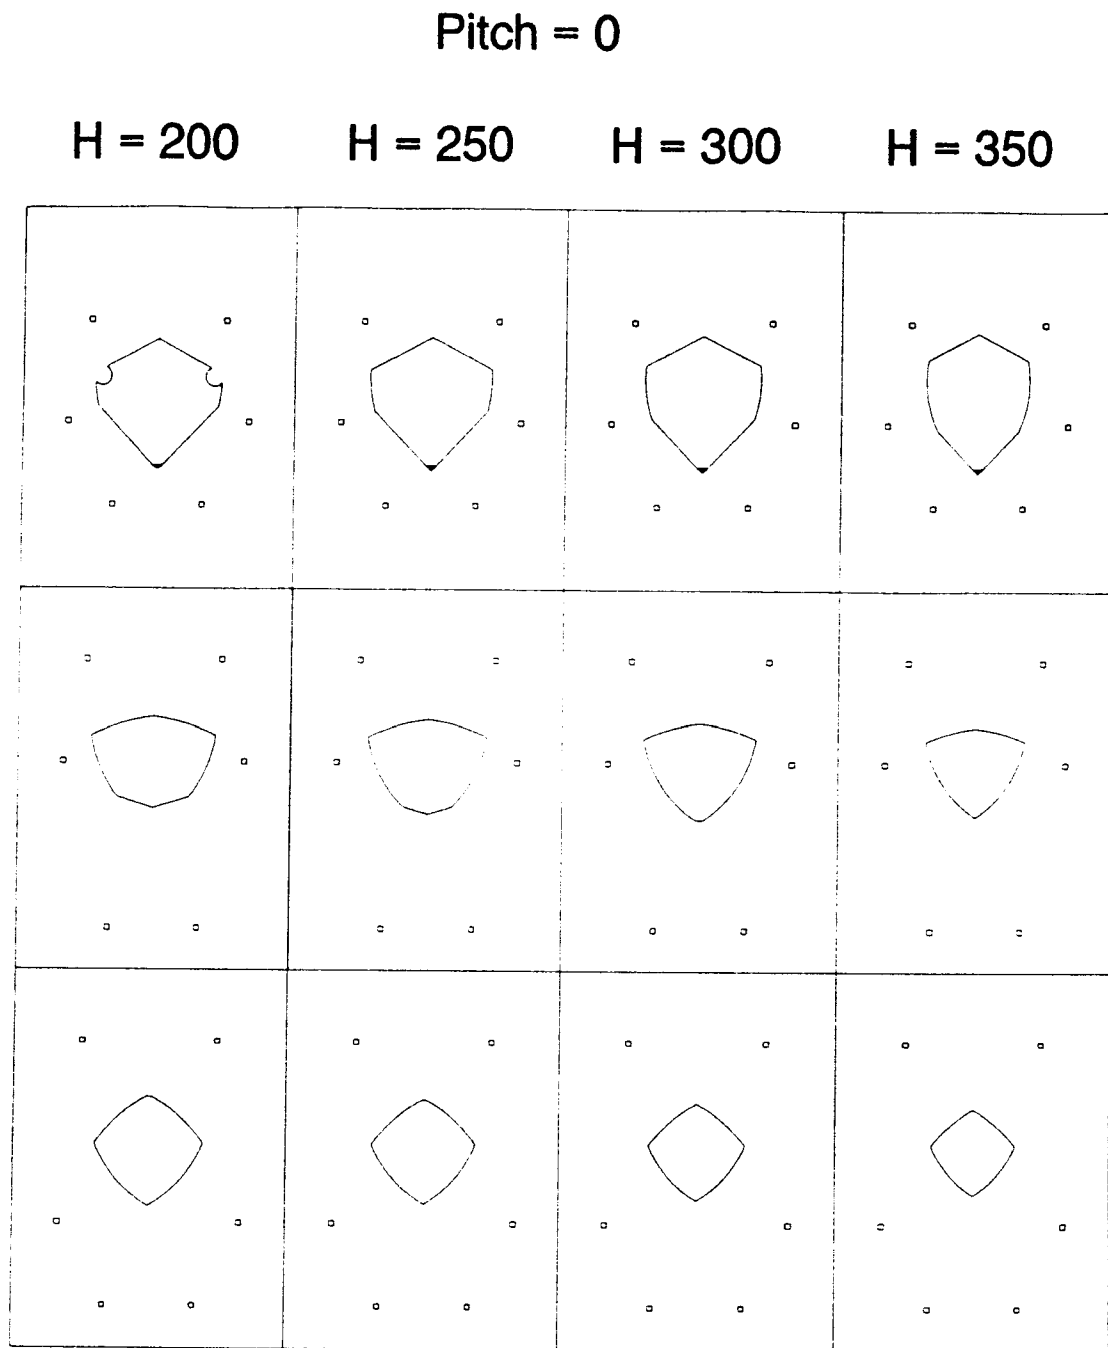 Pitch = 0
H = 200 H = 250 H = 300 H = 350